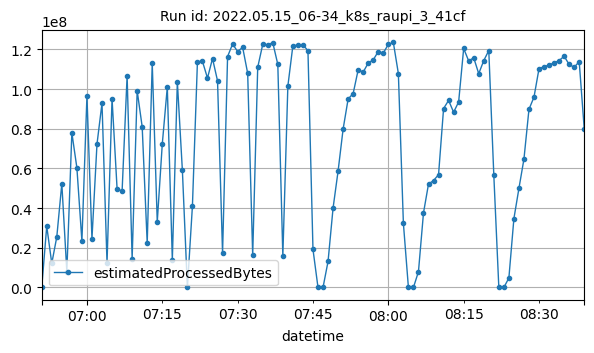 Run id: 2022.05.15_06-34_k8s_raupi_3_41cf
1e8
1.2
1.0
0.8
0.6
0.4
0.2
0.0
estimatedProcessedBytes
07:00 07:15 07:30 07:45 08:00 08:15 08:30
datetime